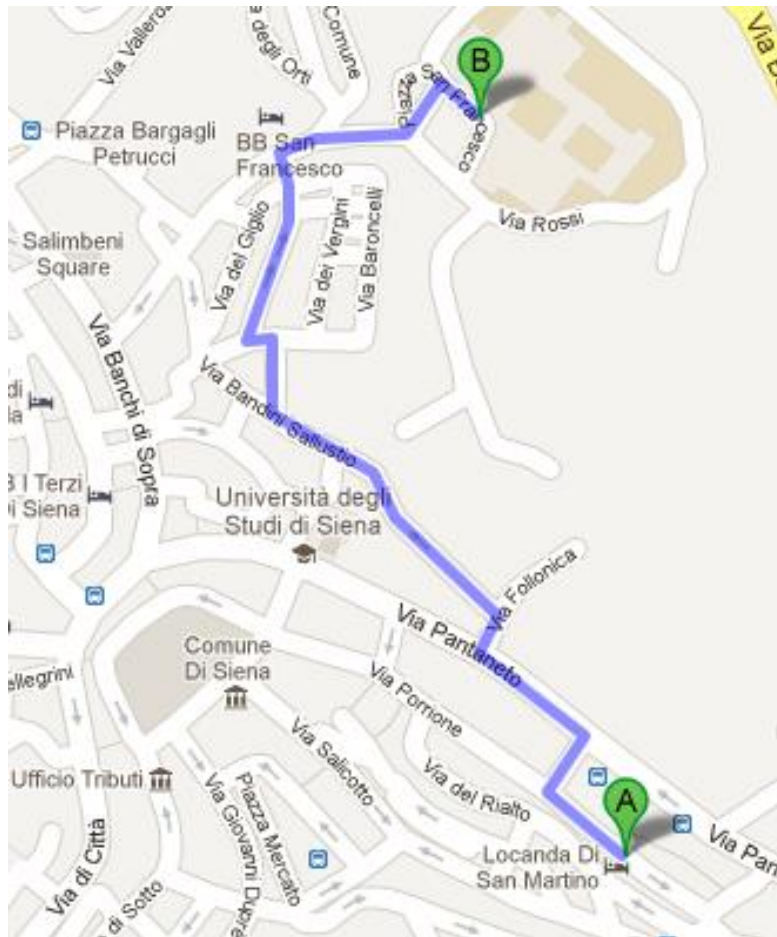 Via Valleroz
Via degli Orti
Comune
B
Piazza
San Francesco
Piazza Bargagli
Petrucci
BB San
Francesco
Via Rossi
Salimbeni
Square
Via del Giglio
Via dei Vergini
Via Baroncelli
Via Banchi di Sopra
Via Bandini Sallustio
I Terzi
Di Siena
Università degli
Studi di Siena
Via Follonica
Via Pantaneto
Comune
Di Siena
Via Porrione
ellegrini
Via Salicotto
Via del Rialto
Ufficio Tributi
Via Giovanni Dupré
Piazza Mercato
A
Via Pan
Locanda Di
San Martino
Via di Città
di Sotto